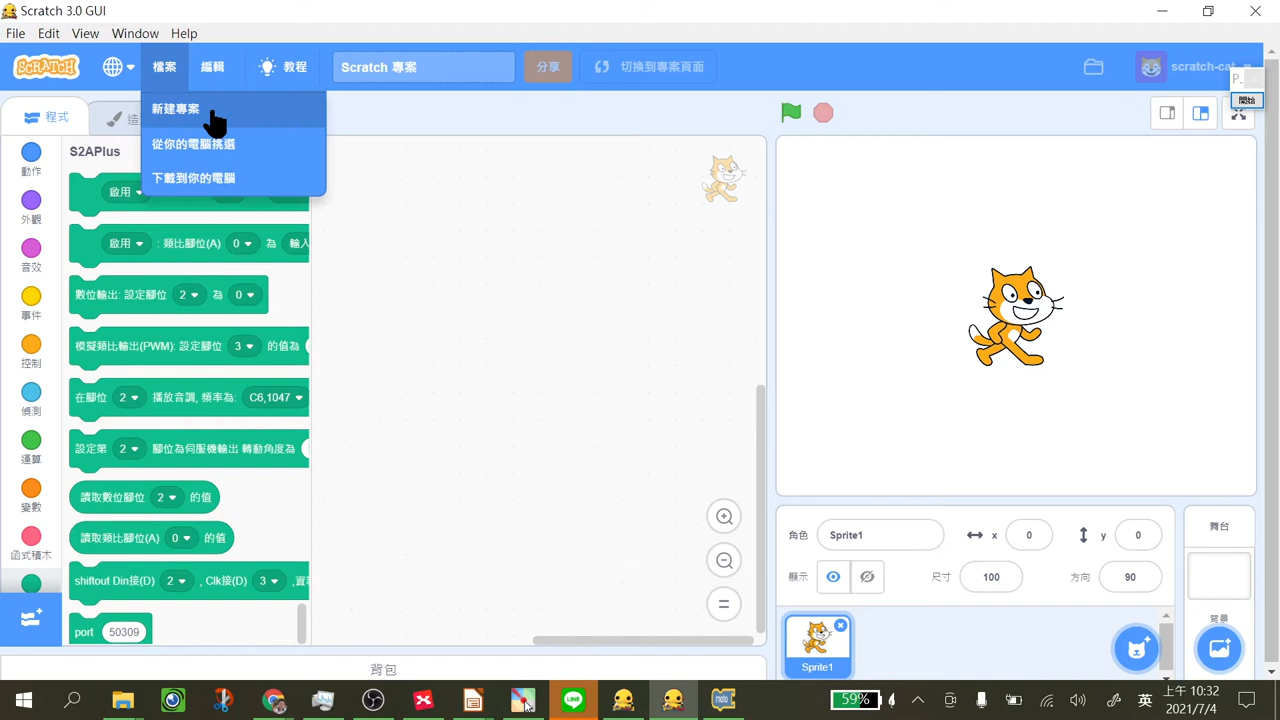 Scratch 3.0 GUI
File Edit View Window Help
SCRATCH 檔案 編輯 教程 Scratch 專案 分享 切換到專案頁面 scratch-cat
P...
開始
程式 造
新建專案
從你的電腦挑選
下載到你的電腦
動作
外觀
音效
事件
控制
偵測
運算
變數
函式積木
S2APlus
啟用
啟用 : 類比腳位(A) 0 為 輸入
數位輸出: 設定腳位 2 為 0
模擬類比輸出(PWM): 設定腳位 3 的值為
在腳位 2 播放音調, 頻率為: C6,1047
設定第 2 腳位為伺服機輸出 轉動角度為
讀取數位腳位 2 的值
讀取類比腳位(A) 0 的值
shiftout Din接(D) 2 , Clk接(D) 3 ,資
port 50309
背包
角色 Sprite1 x 0 y 0
顯示 尺寸 100 方向 90
Sprite1
舞台
背景
59% 英 上午 10:32
2021/7/4